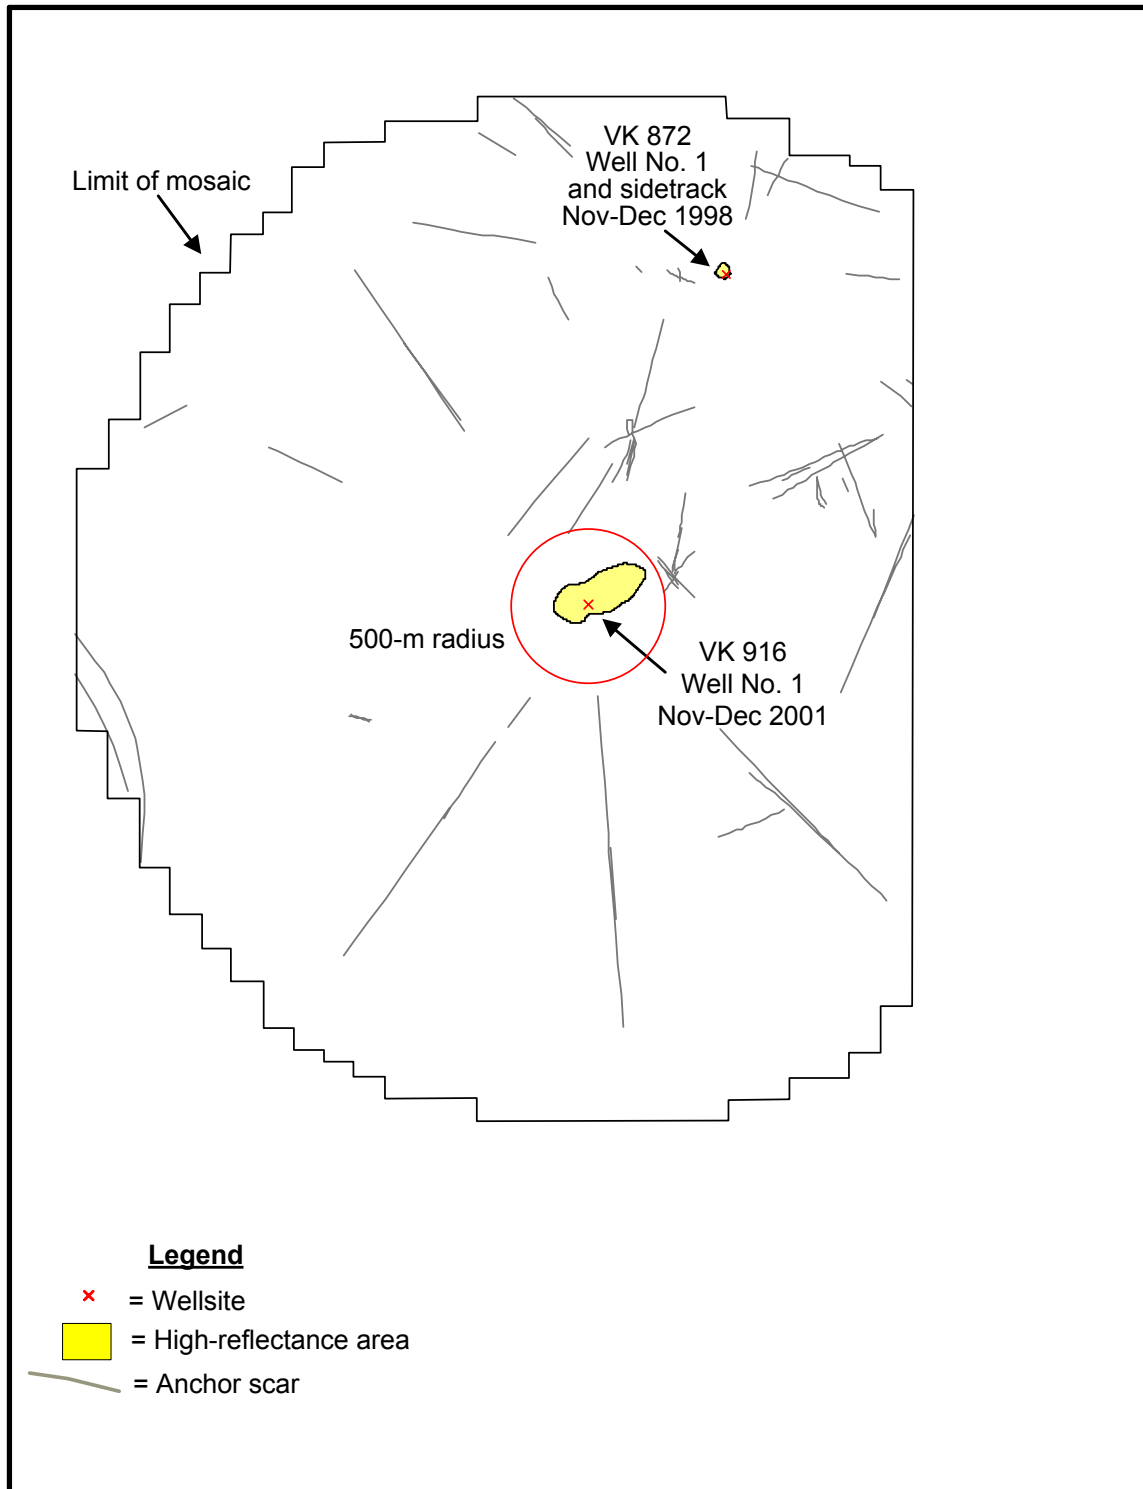 VK 872
Well No. 1
and sidetrack
Nov-Dec 1998
Limit of mosaic
500-m radius
VK 916
Well No. 1
Nov-Dec 2001
Legend
= Wellsite
= High-reflectance area
= Anchor scar